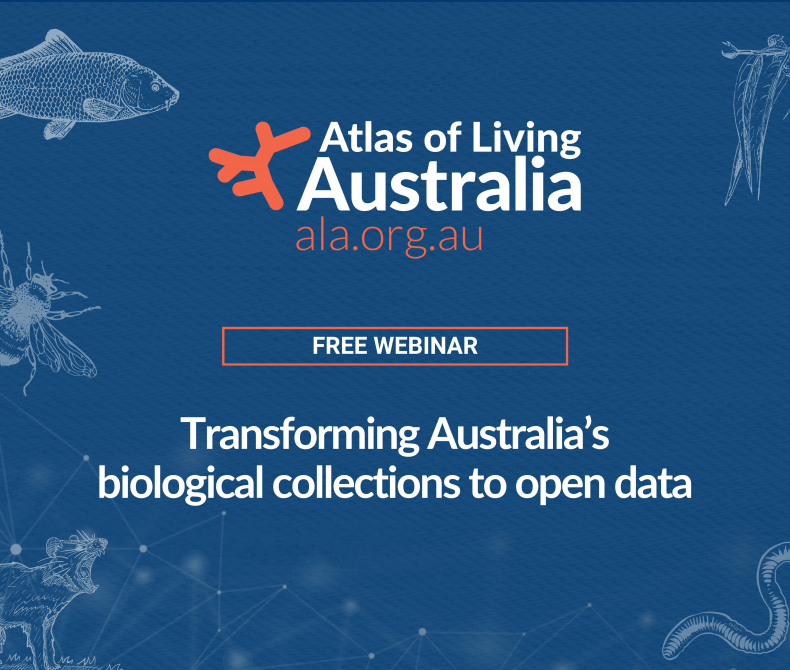 Atlas of Living
Australia
ala.org.au
FREE WEBINAR
Transforming Australia’s
biological collections to open data